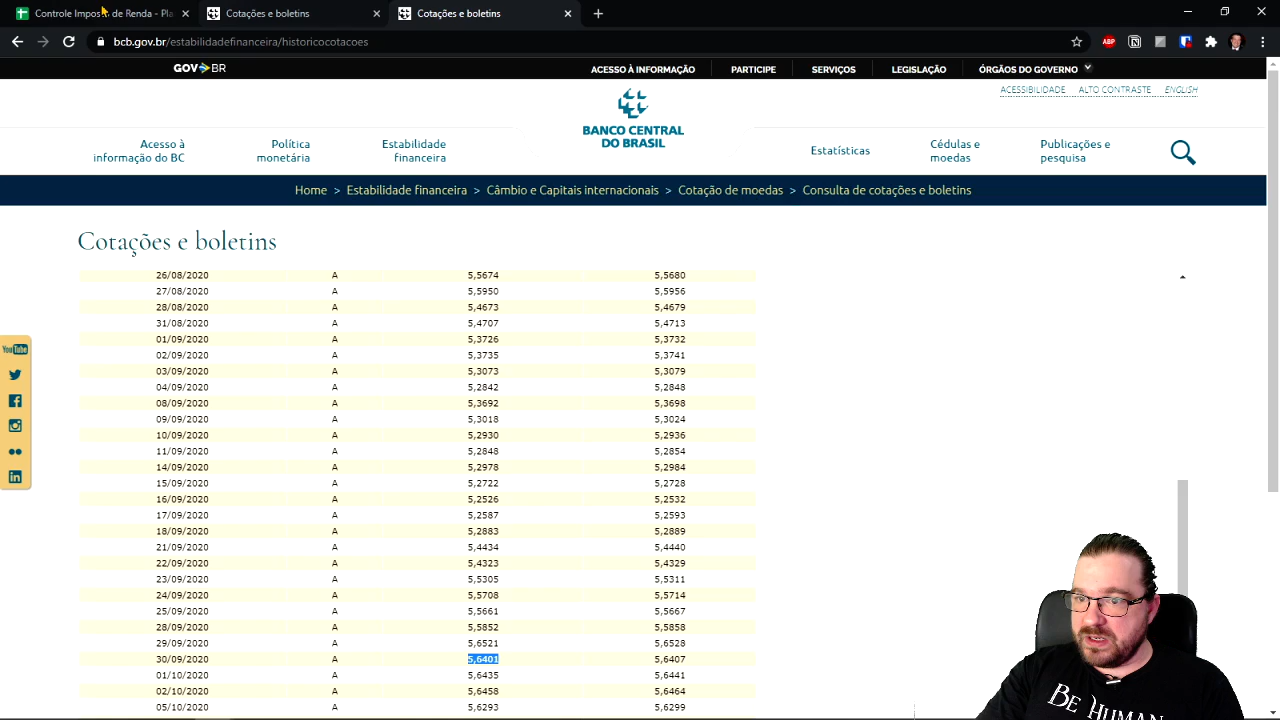 Controle Imposto de Renda - Pla
Cotações e boletins
Cotações e boletins
bcb.gov.br/estabilidadefinanceira/historicocotacoes
ABP
GOV BR
ACESSO À INFORMAÇÃO
PARTICIPE
SERVIÇOS
LEGISLAÇÃO
ÓRGÃOS DO GOVERNO
ACESSIBILIDADE
ALTO CONTRASTE
ENGLISH
BANCO CENTRAL
DO BRASIL
Acesso à
informação do BC
Política
monetária
Estabilidade
financeira
Estatísticas
Cédulas e
moedas
Publicações e
pesquisa
Home > Estabilidade financeira > Câmbio e Capitais internacionais > Cotação de moedas > Consulta de cotações e boletins
Cotações e boletins
26/08/2020 A 5,5674 5,5680
27/08/2020 A 5,5950 5,5956
28/08/2020 A 5,4673 5,4679
31/08/2020 A 5,4707 5,4713
01/09/2020 A 5,3726 5,3732
02/09/2020 A 5,3735 5,3741
03/09/2020 A 5,3073 5,3079
04/09/2020 A 5,2842 5,2848
08/09/2020 A 5,3692 5,3698
09/09/2020 A 5,3018 5,3024
10/09/2020 A 5,2930 5,2936
11/09/2020 A 5,2848 5,2854
14/09/2020 A 5,2978 5,2984
15/09/2020 A 5,2722 5,2728
16/09/2020 A 5,2526 5,2532
17/09/2020 A 5,2587 5,2593
18/09/2020 A 5,2883 5,2889
21/09/2020 A 5,4434 5,4440
22/09/2020 A 5,4323 5,4329
23/09/2020 A 5,5305 5,5311
24/09/2020 A 5,5708 5,5714
25/09/2020 A 5,5661 5,5667
28/09/2020 A 5,5852 5,5858
29/09/2020 A 5,6521 5,6528
30/09/2020 A 5,6401 5,6407
01/10/2020 A 5,6435 5,6441
02/10/2020 A 5,6458 5,6464
05/10/2020 A 5,6293 5,6299
You Tube
BE HUMAN